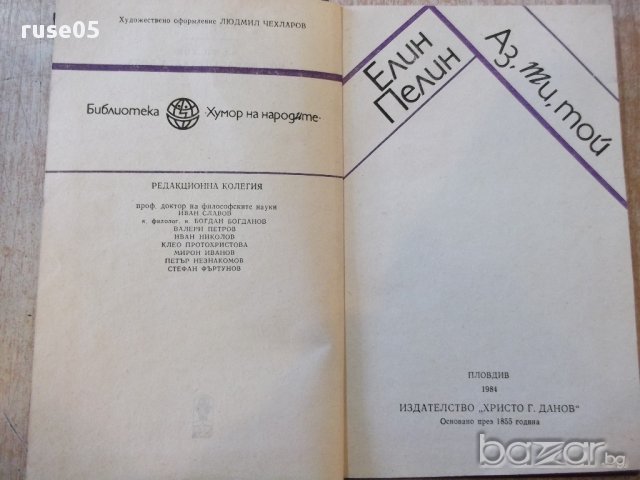 ruse05
Художествено оформление ЛЮДМИЛ ЧЕХЛАРОВ
Библиотека ·Хумор на народите·
РЕДАКЦИОННА КОЛЕГИЯ
проф. доктор на философските науки
ИВАН СЛАВОВ
к. филолог. н. БОГДАН БОГДАНОВ
ВАЛЕРИ ПЕТРОВ
ИВАН НИКОЛОВ
КЛЕО ПРОТОХРИСТОВА
МИРОН ИВАНОВ
ПЕТЪР НЕЗНАКОМОВ
СТЕФАН ФЪРТУНОВ
Елин
Пелин
Аз, ти, той
ПЛОВДИВ
1984
ИЗДАТЕЛСТВО „ХРИСТО Г. ДАНОВ"
Основано през 1855 година
bazar.bg